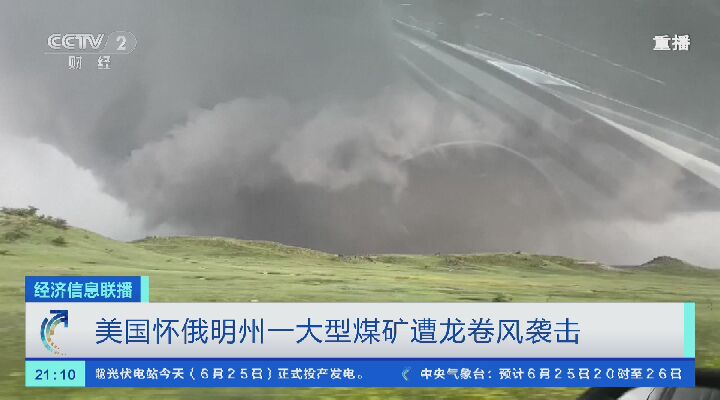 CCTV 2
财经
重播
经济信息联播
美国怀俄明州一大型煤矿遭龙卷风袭击
21:10
光伏电站今天（6月25日）正式投产发电。 中央气象台：预计6月25日20时至26日